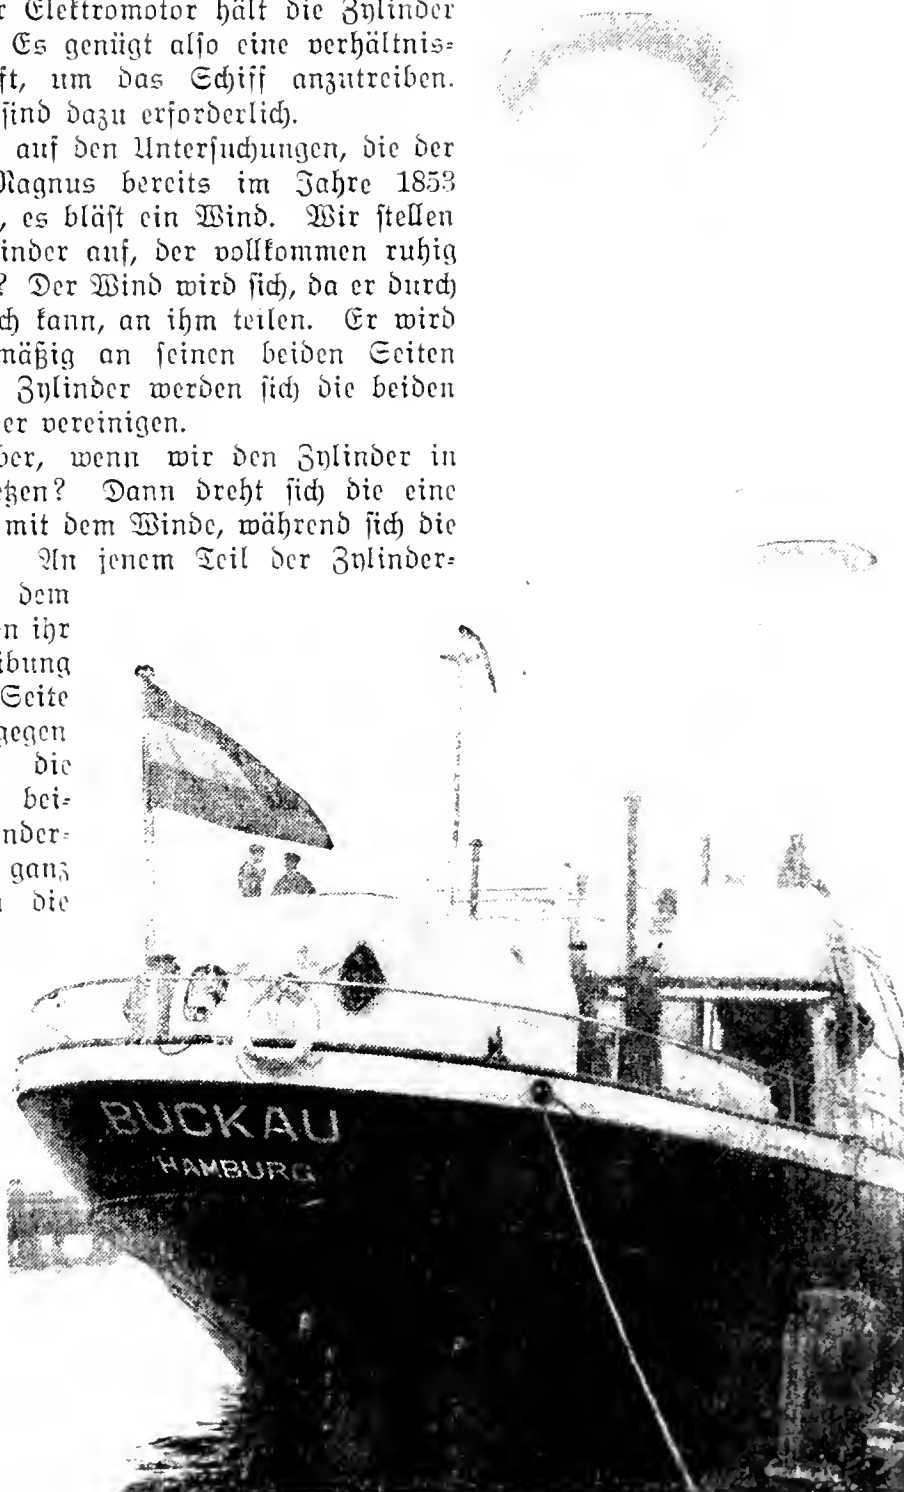 r Elektromotor hält die Zylinder
Es genügt alſo eine verhältnis⸗
ft, um das Schiff anzutreiben.
ſind dazu erforderlich.
auf den Unterſuchungen, die der
Magnus bereits im Jahre 1853
, es bläſt ein Wind. Wir ſtellen
inder auf, der vollkommen ruhig
? Der Wind wird ſich, da er durch
ch kann, an ihm teilen. Er wird
mäßig an ſeinen beiden Seiten
Zylinder werden ſich die beiden
er vereinigen.
ber, wenn wir den Zylinder in
etzen? Dann dreht ſich die eine
mit dem Winde, während ſich die
An jenem Teil der Zylinder⸗
dem
n ihr
ibung
Seite
gegen
die
bei⸗
nder⸗
ganz
die
BUCKAU
HAMBURG